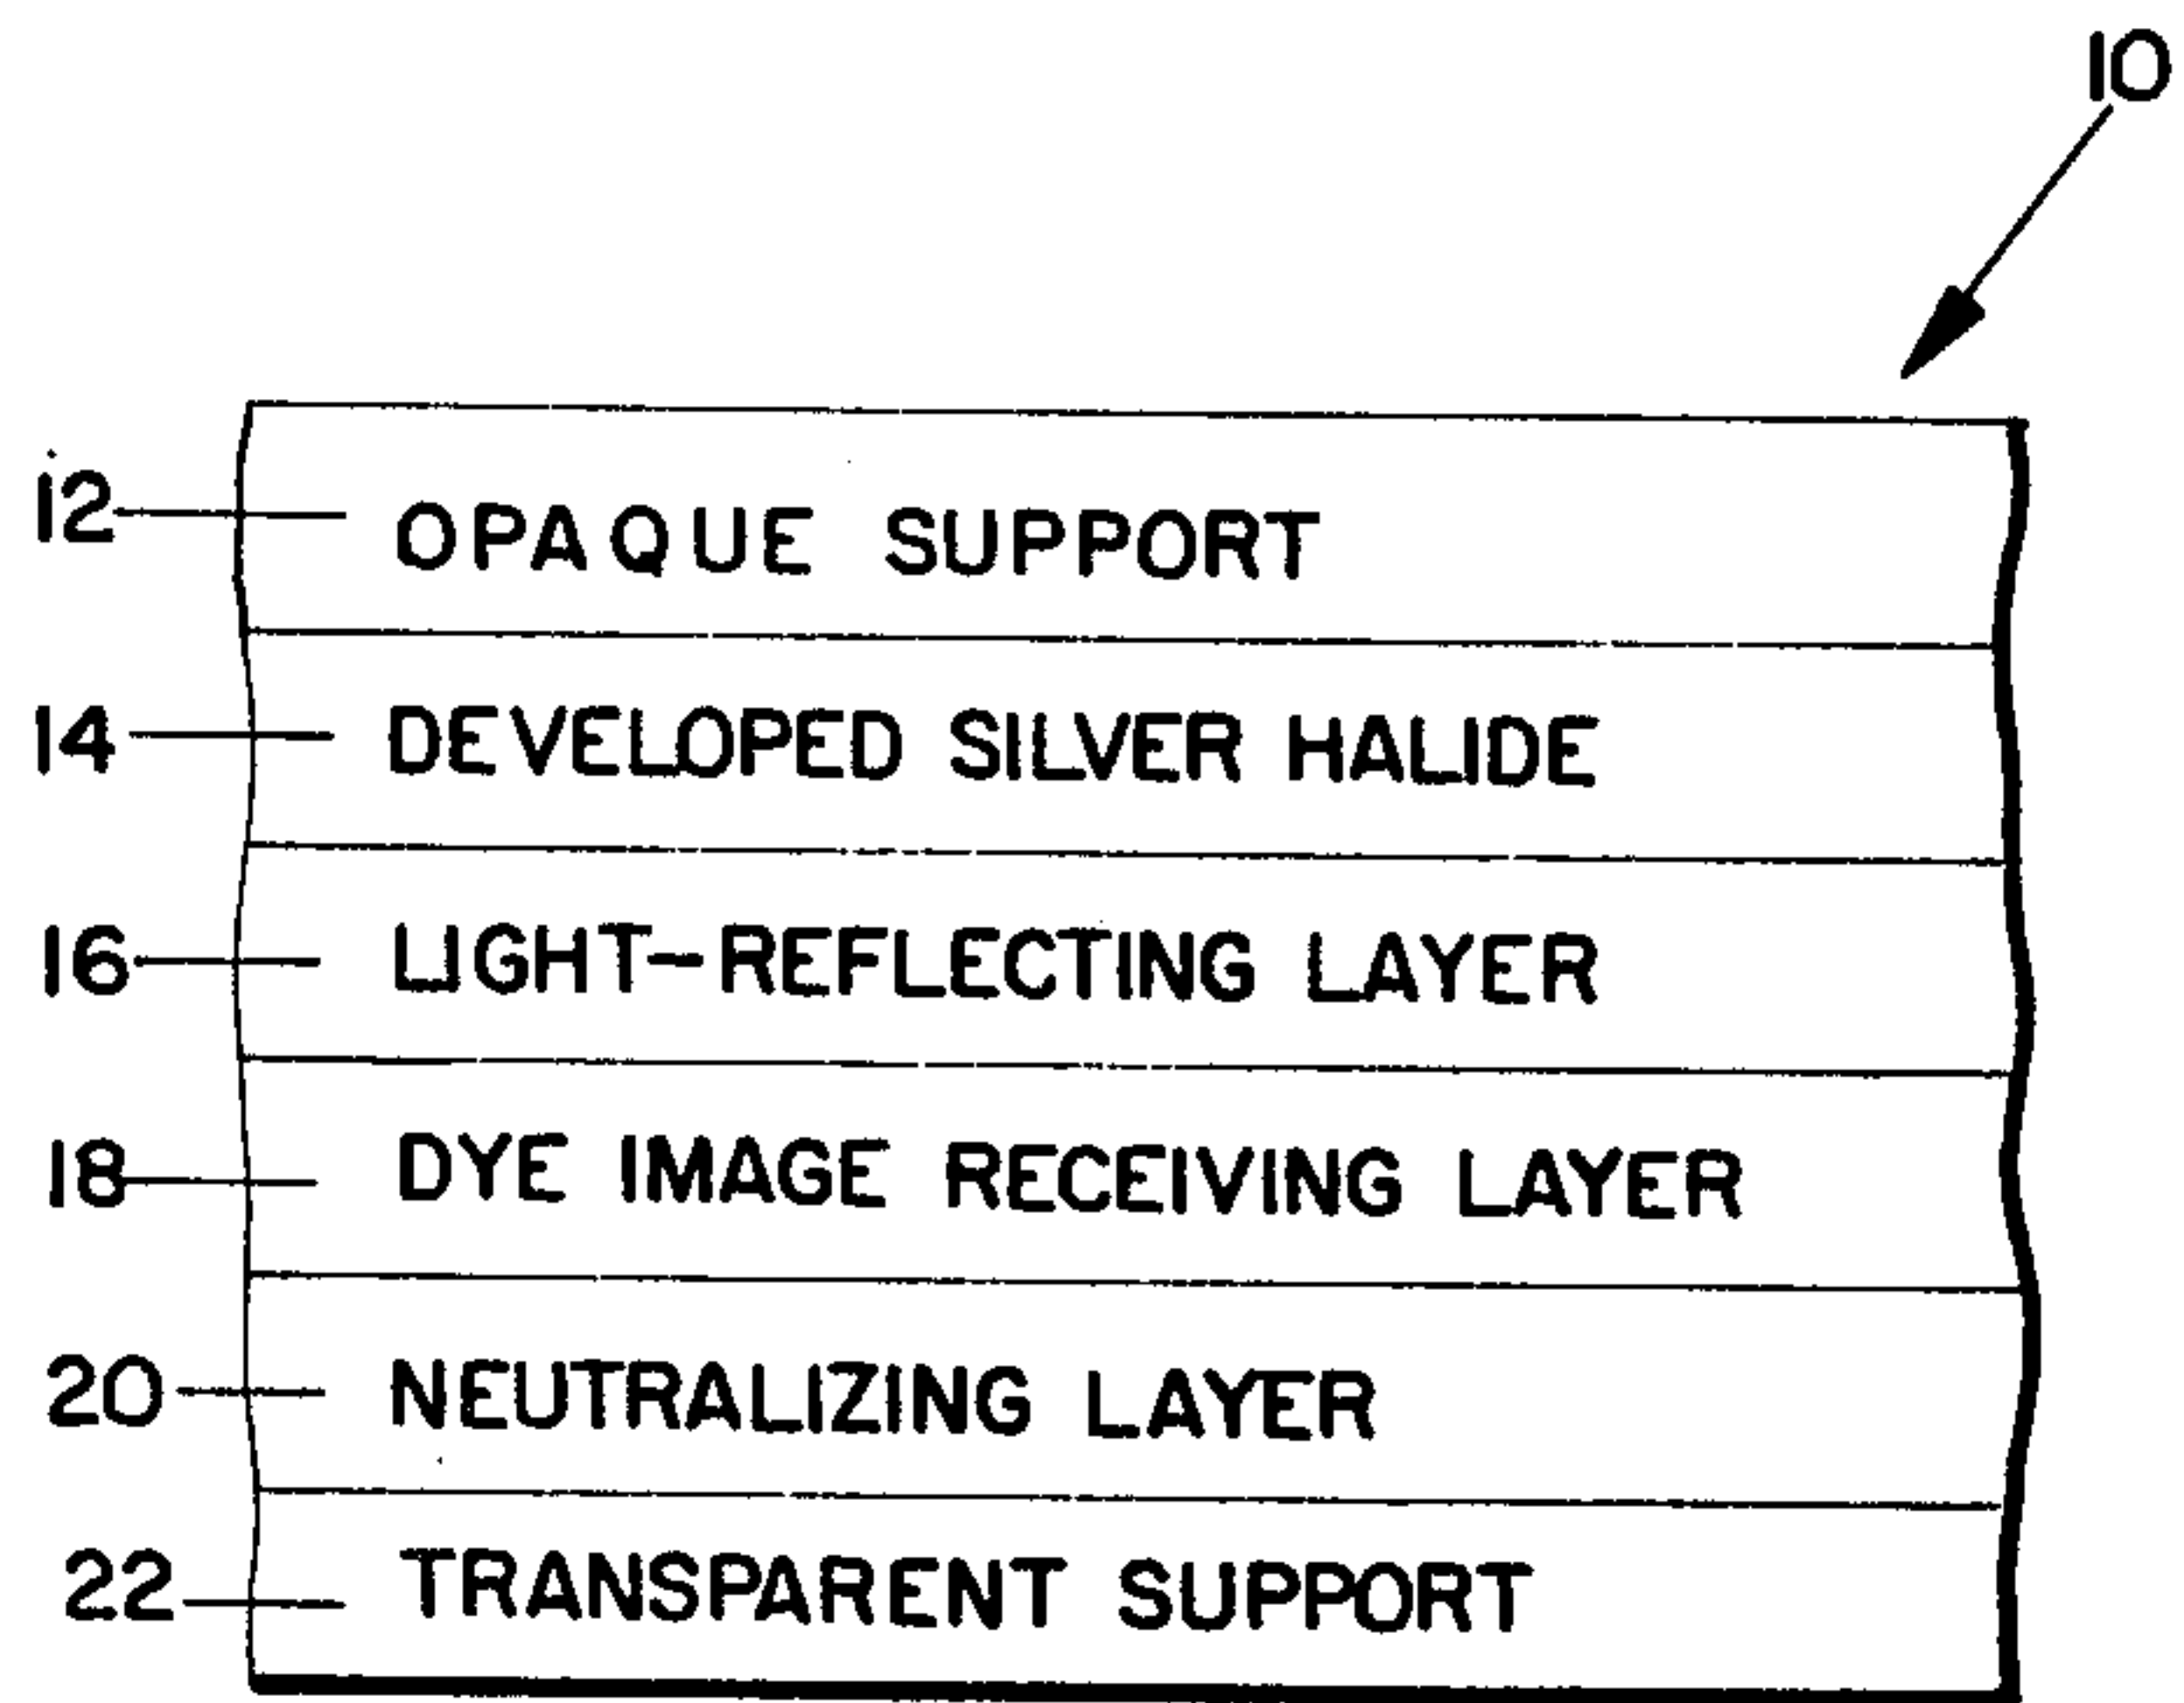 10
12 OPAQUE SUPPORT
14 DEVELOPED SILVER HALIDE
16 LIGHT-REFLECTING LAYER
18 DYE IMAGE RECEIVING LAYER
20 NEUTRALIZING LAYER
22 TRANSPARENT SUPPORT